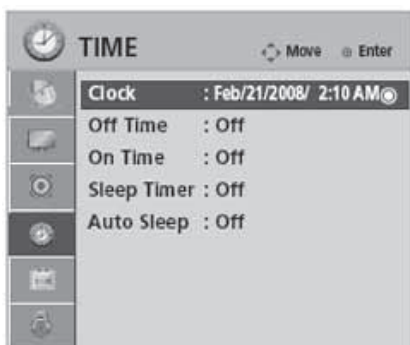 TIME Move Enter
Clock : Feb/21/2008/ 2:10 AM
Off Time : Off
On Time : Off
Sleep Timer : Off
Auto Sleep : Off